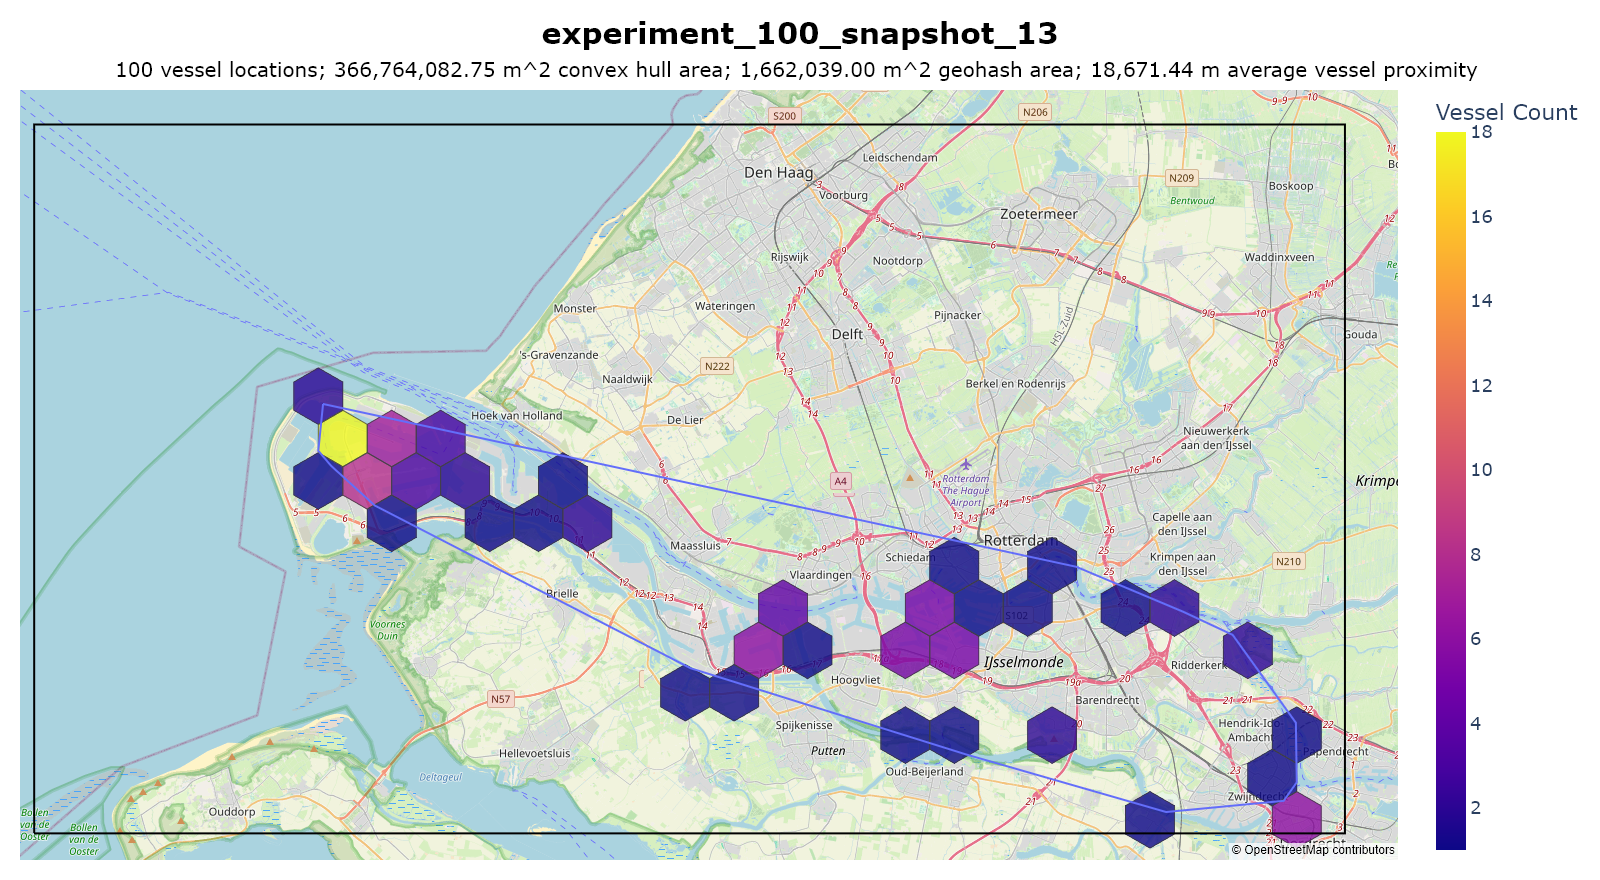 experiment_100_snapshot_13
100 vessel locations; 366,764,082.75 m^2 convex hull area; 1,662,039.00 m^2 geohash area; 18,671.44 m average vessel proximity
Vessel Count
18
16
14
12
10
8
6
4
2
S200
N206
Leidschendam
Den Haag
N209
Boskoop
Voorburg
Bentwoud
Zoetermeer
Rijswijk
Nootdorp
Waddinxveen
Monster
Wateringen
Pijnacker
HSL-Zuid
Delft
Gouda
's-Gravenzande
N222
Naaldwijk
Berkel en Rodenrijs
Hoek van Holland
De Lier
Nieuwerkerk
aan den IJssel
A4
Rotterdam
The Hague
Airport
Krimpe
Capelle aan
den IJssel
Maassluis
Schiedam
Rotterdam
Krimpen aan
den IJssel
N210
Vlaardingen
Brielle
S102
Voornes
Duin
IJsselmonde
Ridderkerk
Hoogvliet
N57
Barendrecht
Spijkenisse
Hendrik-Ido-
Ambacht
Papendrecht
Hellevoetsluis
Putten
Oud-Beijerland
Deltageul
Zwijndrecht
Ouddorp
Bollen
van de
Ooster
Bollen
van de
Ooster
© OpenStreetMap contributors